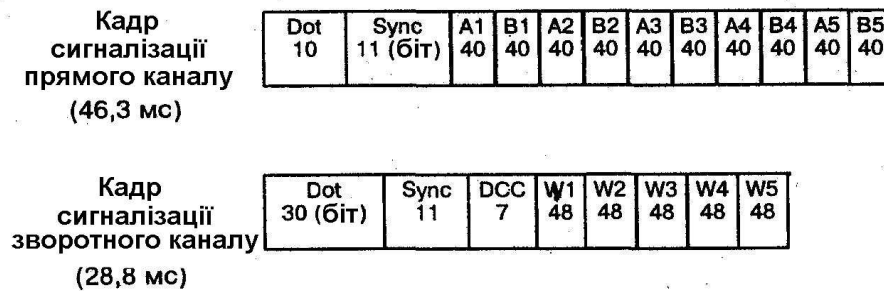 Кадр
сигналізації
прямого каналу
(46,3 мс)
Dot Sync A1 B1 A2 B2 A3 B3 A4 B4 A5 B5
10 11 (біт) 40 40 40 40 40 40 40 40 40 40
Кадр
сигналізації
зворотного каналу
(28,8 мс)
Dot Sync DCC W1 W2 W3 W4 W5
30 (біт) 11 7 48 48 48 48 48